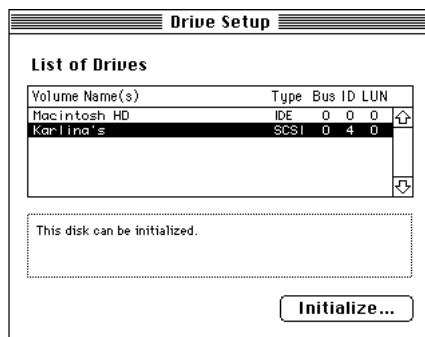 Drive Setup
List of Drives
Volume Name(s) Type Bus ID LUN
Macintosh HD IDE 0 0 0
Karlina's SCSI 0 4 0
This disk can be initialized.
Initialize...